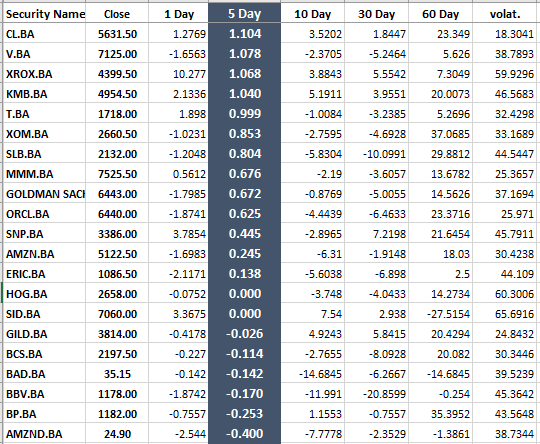 Security Name Close 1 Day 5 Day 10 Day 30 Day 60 Day volat.
CL.BA 5631.50 1.2769 1.104 3.5202 1.8447 23.349 18.3041
V.BA 7125.00 -1.6563 1.078 -2.3705 -5.2464 5.626 38.7893
XROX.BA 4399.50 10.277 1.068 3.8843 5.5542 7.3049 59.9296
KMB.BA 4954.50 2.1336 1.040 5.1911 3.9551 20.0073 46.5683
T.BA 1718.00 1.898 0.999 -1.0084 -3.2385 5.2696 32.4298
XOM.BA 2660.50 -1.0231 0.853 -2.7595 -4.6928 37.0685 33.1689
SLB.BA 2132.00 -1.2048 0.804 -5.8304 -10.0991 29.8812 44.5447
MMM.BA 7525.50 0.5612 0.676 -2.19 -3.6057 13.6782 25.3657
GOLDMAN SACH 6443.00 -1.7985 0.672 -0.8769 -5.0055 14.5626 37.1694
ORCL.BA 6440.00 -1.8741 0.625 -4.4439 -6.4633 23.3716 25.971
SNP.BA 3386.00 3.7854 0.445 -2.8965 7.2198 21.6454 45.7911
AMZN.BA 5122.50 -1.6983 0.245 -6.31 -1.9148 18.03 30.4238
ERIC.BA 1086.50 -2.1171 0.138 -5.6038 -6.898 2.5 44.109
HOG.BA 2658.00 -0.0752 0.000 -3.748 -4.0433 14.2734 60.3006
SID.BA 7060.00 3.3675 0.000 7.54 2.938 -27.5154 65.6916
GILD.BA 3814.00 -0.4178 -0.026 4.9243 5.8415 20.4294 24.8432
BCS.BA 2197.50 -0.227 -0.114 -2.7655 -8.0928 20.082 30.3446
BAD.BA 35.15 -0.142 -0.142 -14.6845 -6.2667 -14.6845 39.5239
BBV.BA 1178.00 -1.8742 -0.170 -11.991 -20.8599 -0.254 45.3642
BP.BA 1182.00 -0.7557 -0.253 1.1553 -0.7557 35.3952 43.5648
AMZND.BA 24.90 -2.544 -0.400 -7.7778 -2.3529 -1.3861 38.7344